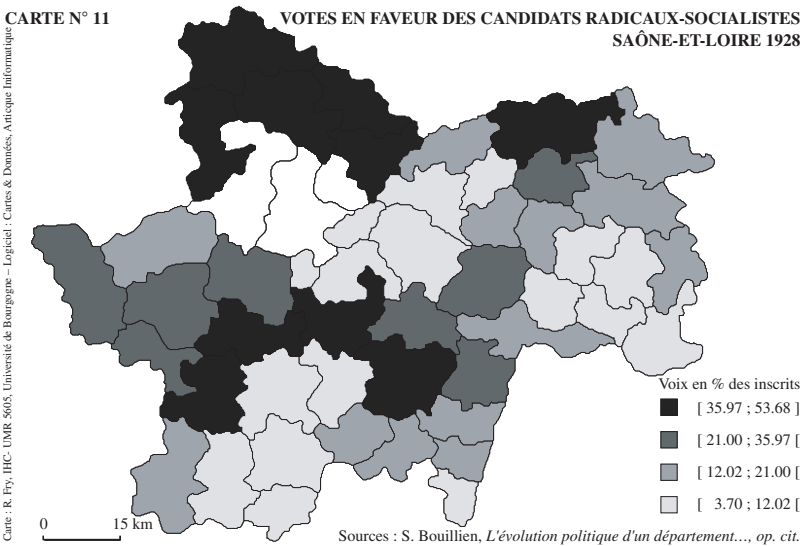 CARTE N° 11
VOTES EN FAVEUR DES CANDIDATS RADICAUX-SOCIALISTES
SAÔNE-ET-LOIRE 1928
Carte : R. Fry, IHC- UMR 5605, Université de Bourgogne – Logiciel : Cartes & Données, Articque Informatique
Voix en % des inscrits
[ 35.97 ; 53.68 ]
[ 21.00 ; 35.97 [
[ 12.02 ; 21.00 [
[ 3.70 ; 12.02 [
0 15 km
Sources : S. Bouillien, L'évolution politique d'un département…, op. cit.